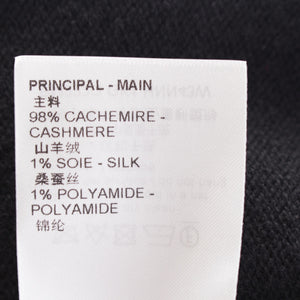 PRINCIPAL - MAIN
主料
98% CACHEMIRE -
CASHMERE
山羊绒
1% SOIE - SILK
桑蚕丝
1% POLYAMIDE -
POLYAMIDE
锦纶